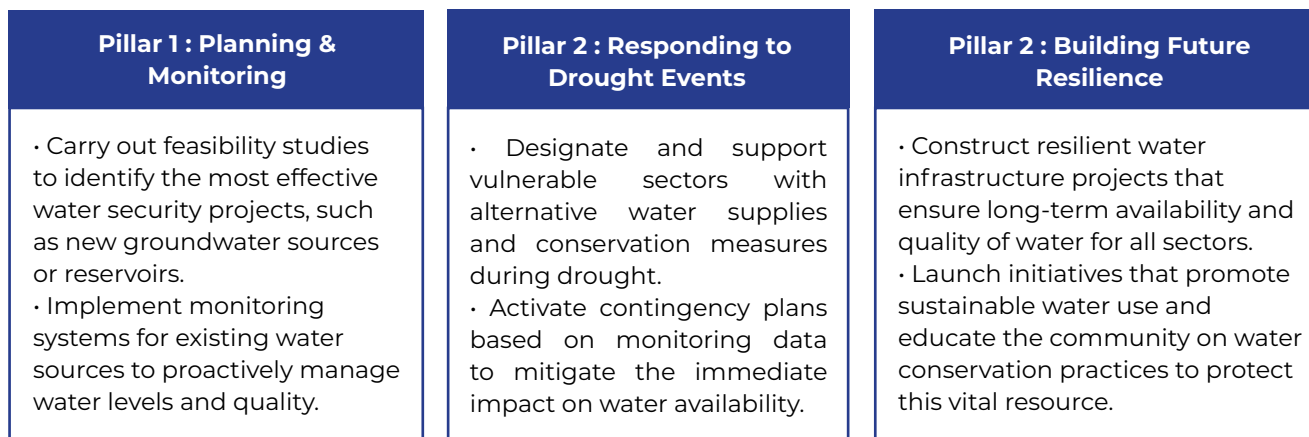 Pillar 1 : Planning &
Monitoring
· Carry out feasibility studies
to identify the most effective
water security projects, such
as new groundwater sources
or reservoirs.
· Implement monitoring
systems for existing water
sources to proactively manage
water levels and quality.
Pillar 2 : Responding to
Drought Events
· Designate and support
vulnerable sectors with
alternative water supplies
and conservation measures
during drought.
· Activate contingency plans
based on monitoring data
to mitigate the immediate
impact on water availability.
Pillar 2 : Building Future
Resilience
· Construct resilient water
infrastructure projects that
ensure long-term availability and
quality of water for all sectors.
· Launch initiatives that promote
sustainable water use and
educate the community on water
conservation practices to protect
this vital resource.